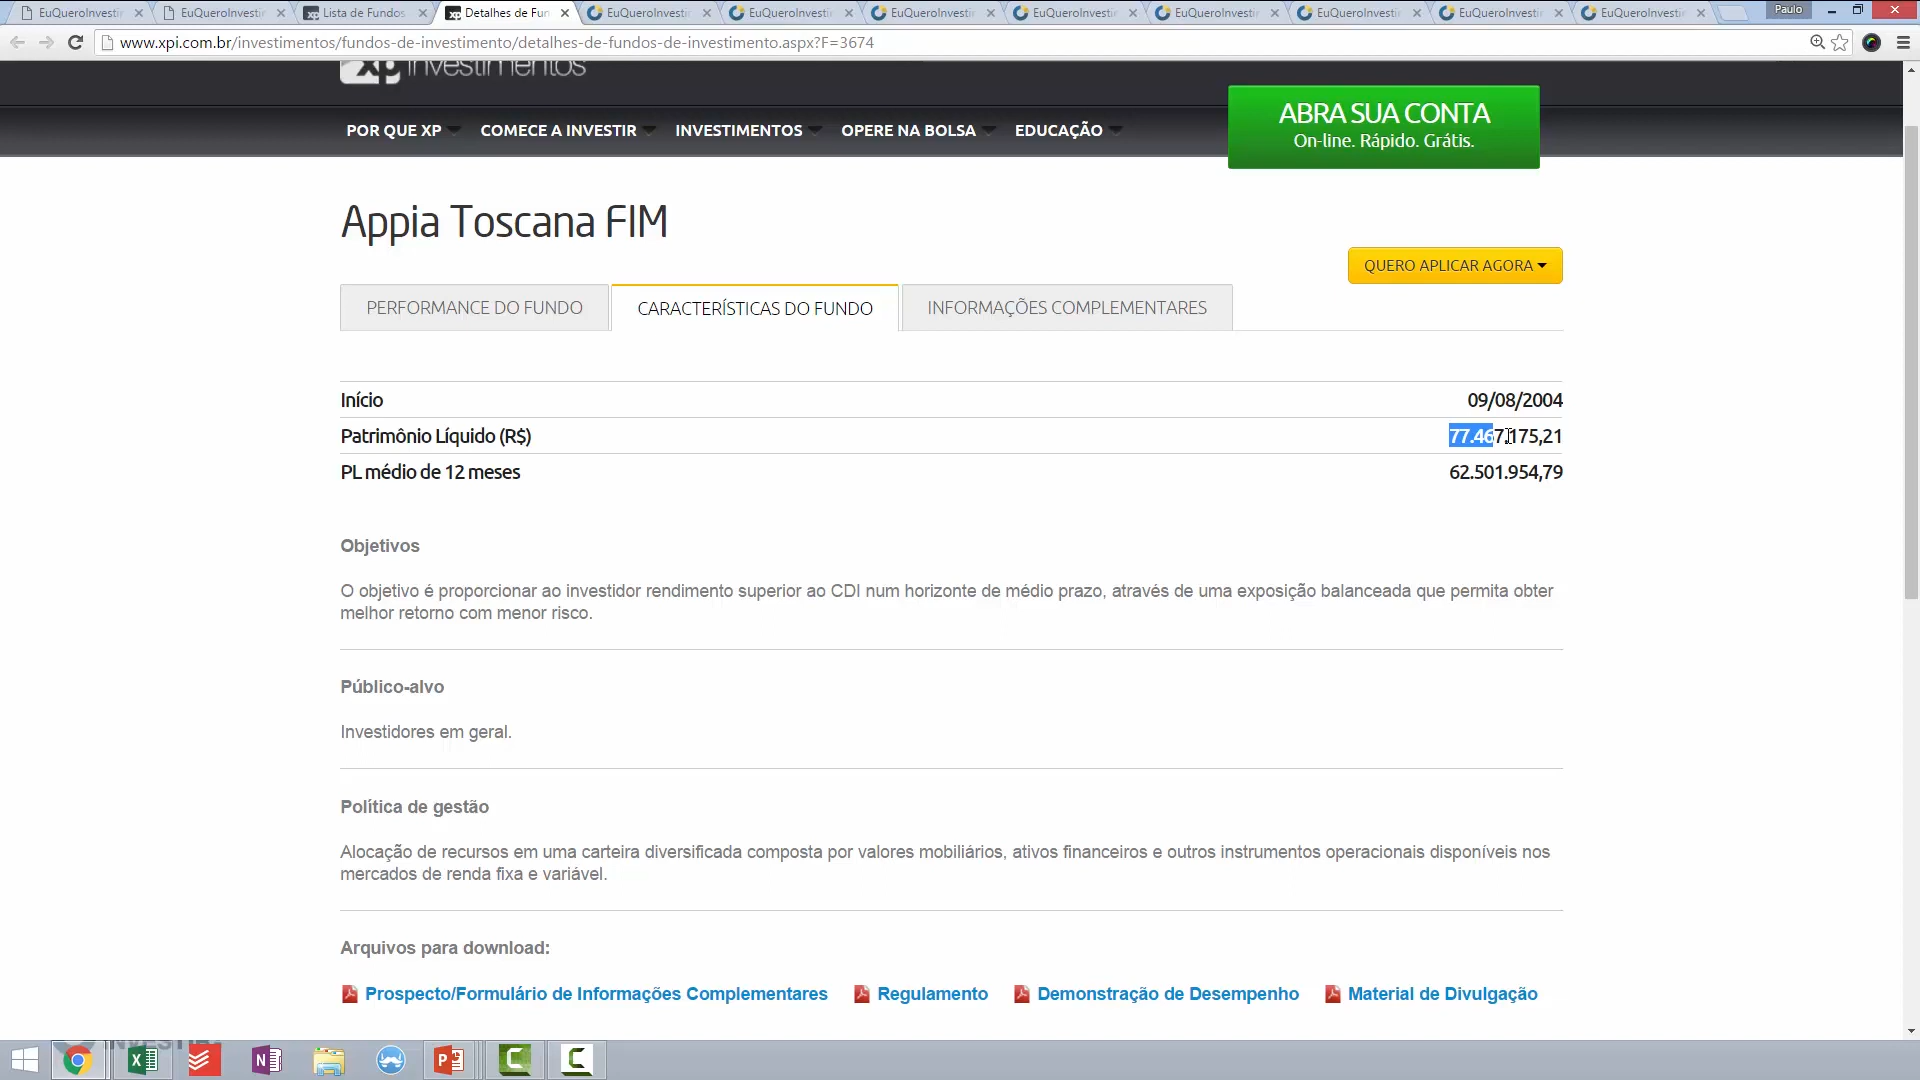 EuQueroInvesti
EuQueroInvesti
Lista de Fundos
Detalhes de Fun
EuQueroInvesti
EuQueroInvesti
EuQueroInvesti
EuQueroInvesti
EuQueroInvesti
EuQueroInvesti
EuQueroInvesti
EuQueroInvesti
Paulo
www.xpi.com.br/investimentos/fundos-de-investimento/detalhes-de-fundos-de-investimento.aspx?F=3674
xp investimentos
POR QUE XP
COMECE A INVESTIR
INVESTIMENTOS
OPERE NA BOLSA
EDUCAÇÃO
ABRA SUA CONTA
On-line. Rápido. Grátis.
Appia Toscana FIM
QUERO APLICAR AGORA
PERFORMANCE DO FUNDO
CARACTERÍSTICAS DO FUNDO
INFORMAÇÕES COMPLEMENTARES
Início 09/08/2004
Patrimônio Líquido (R$) 77.467.175,21
PL médio de 12 meses 62.501.954,79
Objetivos
O objetivo é proporcionar ao investidor rendimento superior ao CDI num horizonte de médio prazo, através de uma exposição balanceada que permita obter
melhor retorno com menor risco.
Público-alvo
Investidores em geral.
Política de gestão
Alocação de recursos em uma carteira diversificada composta por valores mobiliários, ativos financeiros e outros instrumentos operacionais disponíveis nos
mercados de renda fixa e variável.
Arquivos para download:
Prospecto/Formulário de Informações Complementares
Regulamento
Demonstração de Desempenho
Material de Divulgação